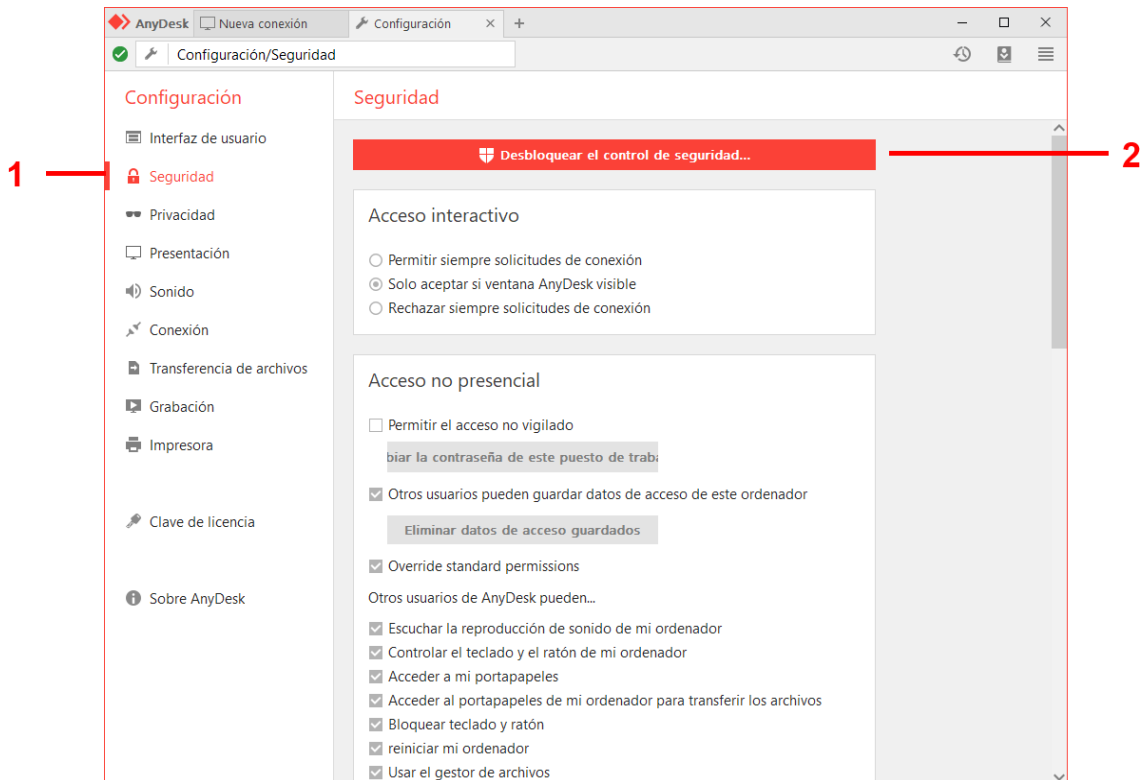 AnyDesk Nueva conexión Configuración
Configuración/Seguridad
Configuración
Interfaz de usuario
1
Seguridad
Privacidad
Presentación
Sonido
Conexión
Transferencia de archivos
Grabación
Impresora
Clave de licencia
Sobre AnyDesk
Seguridad
Desbloquear el control de seguridad...
2
Acceso interactivo
Permitir siempre solicitudes de conexión
Solo aceptar si ventana AnyDesk visible
Rechazar siempre solicitudes de conexión
Acceso no presencial
Permitir el acceso no vigilado
biar la contraseña de este puesto de traba
Otros usuarios pueden guardar datos de acceso de este ordenador
Eliminar datos de acceso guardados
Override standard permissions
Otros usuarios de AnyDesk pueden...
Escuchar la reproducción de sonido de mi ordenador
Controlar el teclado y el ratón de mi ordenador
Acceder a mi portapapeles
Acceder al portapapeles de mi ordenador para transferir los archivos
Bloquear teclado y ratón
reiniciar mi ordenador
Usar el gestor de archivos